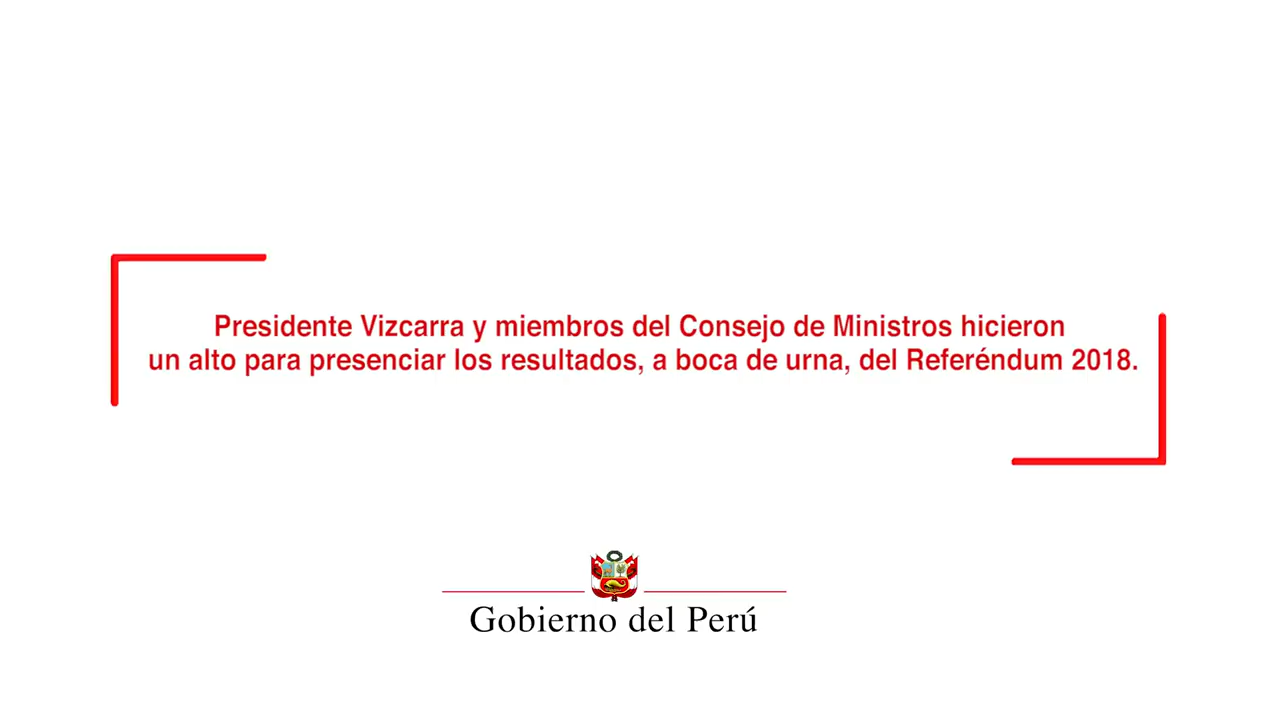 Presidente Vizcarra y miembros del Consejo de Ministros hicieron
un alto para presenciar los resultados, a boca de urna, del Referéndum 2018.
Gobierno del Perú